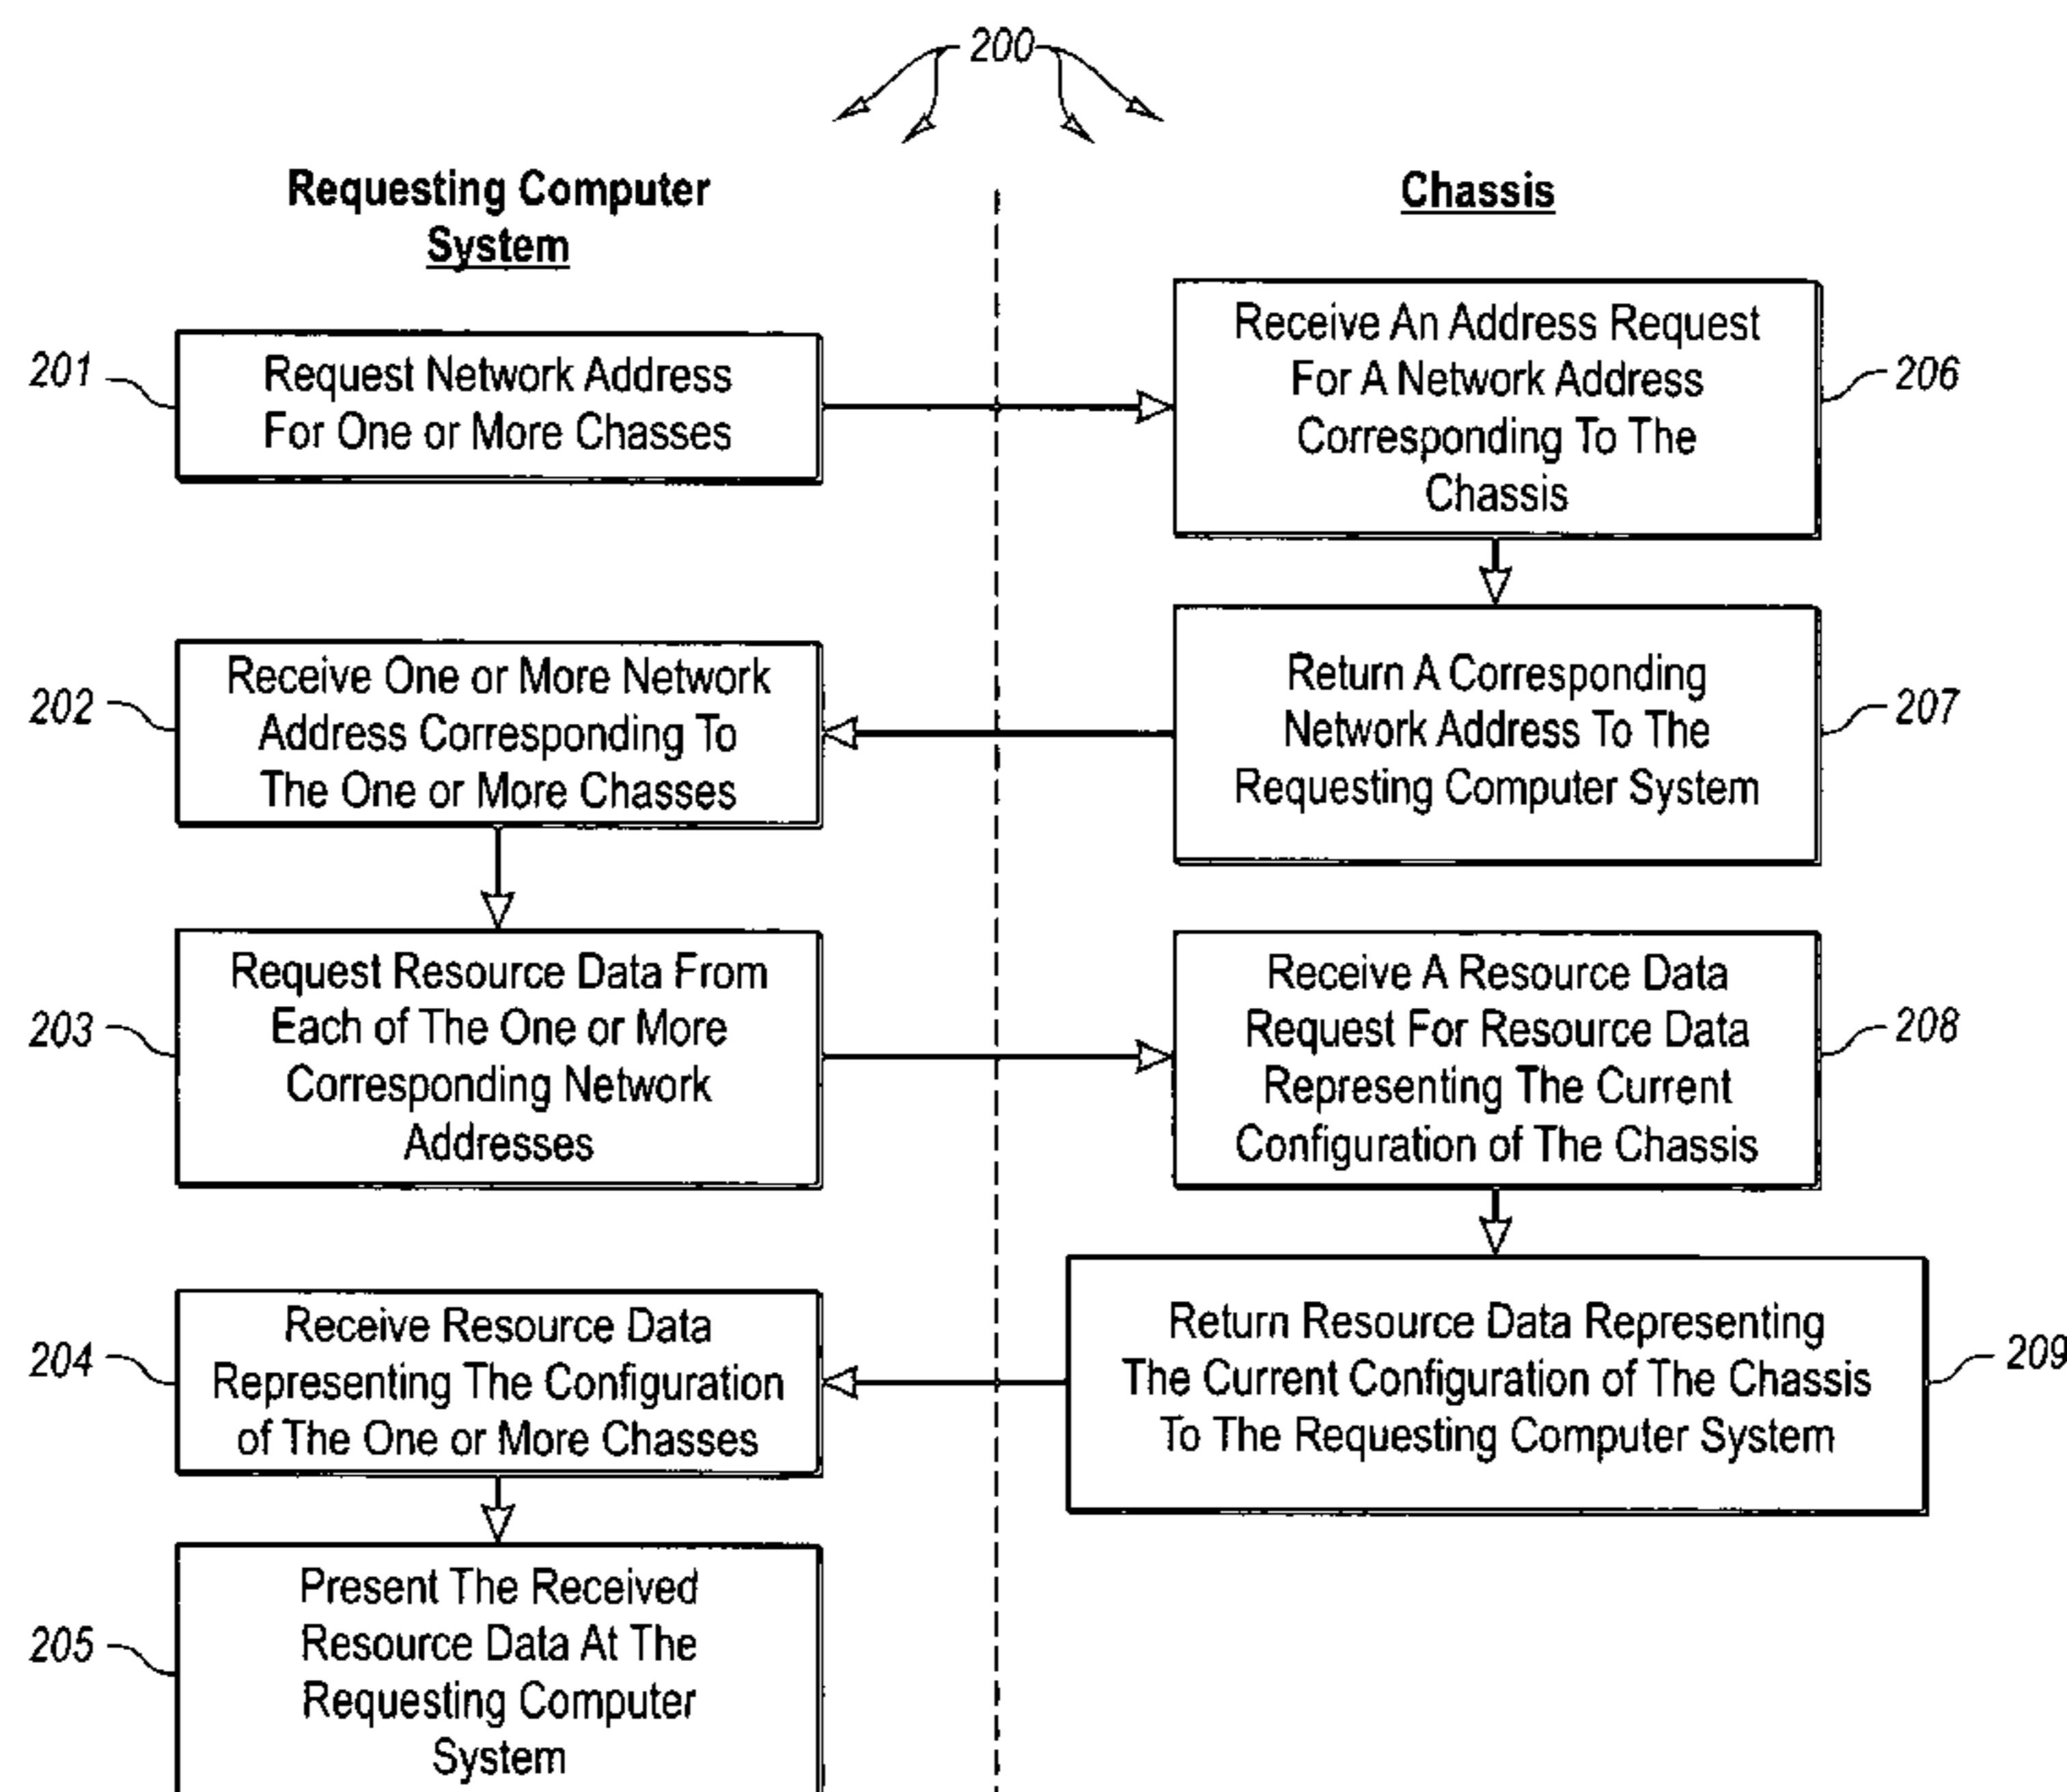 200
Requesting Computer
System
Chassis
201
Request Network Address
For One or More Chasses
Receive An Address Request
For A Network Address
Corresponding To The
Chassis
206
202
Receive One or More Network
Address Corresponding To
The One or More Chasses
Return A Corresponding
Network Address To The
Requesting Computer System
207
203
Request Resource Data From
Each of The One or More
Corresponding Network
Addresses
Receive A Resource Data
Request For Resource Data
Representing The Current
Configuration of The Chassis
208
204
Receive Resource Data
Representing The Configuration
of The One or More Chasses
Return Resource Data Representing
The Current Configuration of The Chassis
To The Requesting Computer System
209
205
Present The Received
Resource Data At The
Requesting Computer
System